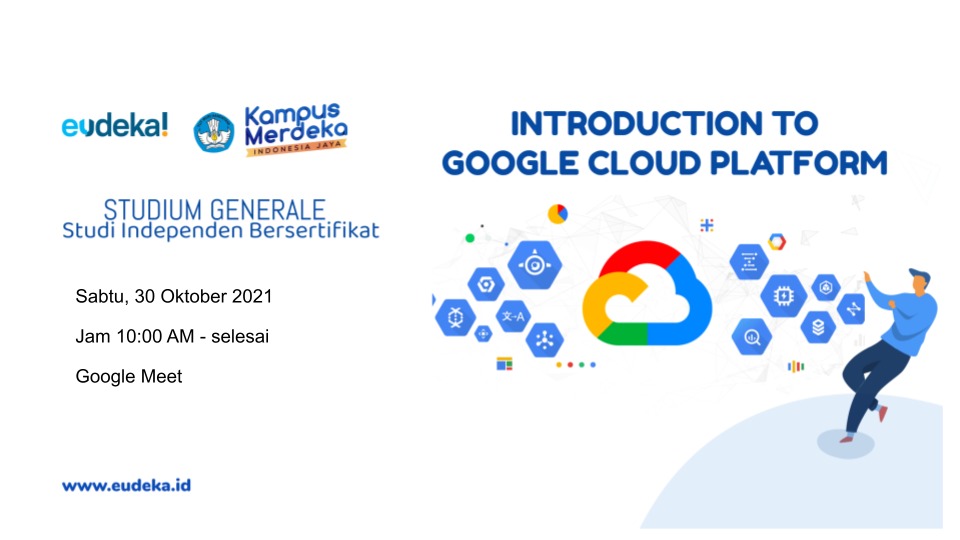 eudeka!
Kampus
Merdeka
INDONESIA JAYA
STUDIUM GENERALE
Studi Independen Bersertifikat
Sabtu, 30 Oktober 2021
Jam 10:00 AM - selesai
Google Meet
www.eudeka.id
INTRODUCTION TO
GOOGLE CLOUD PLATFORM
文-A